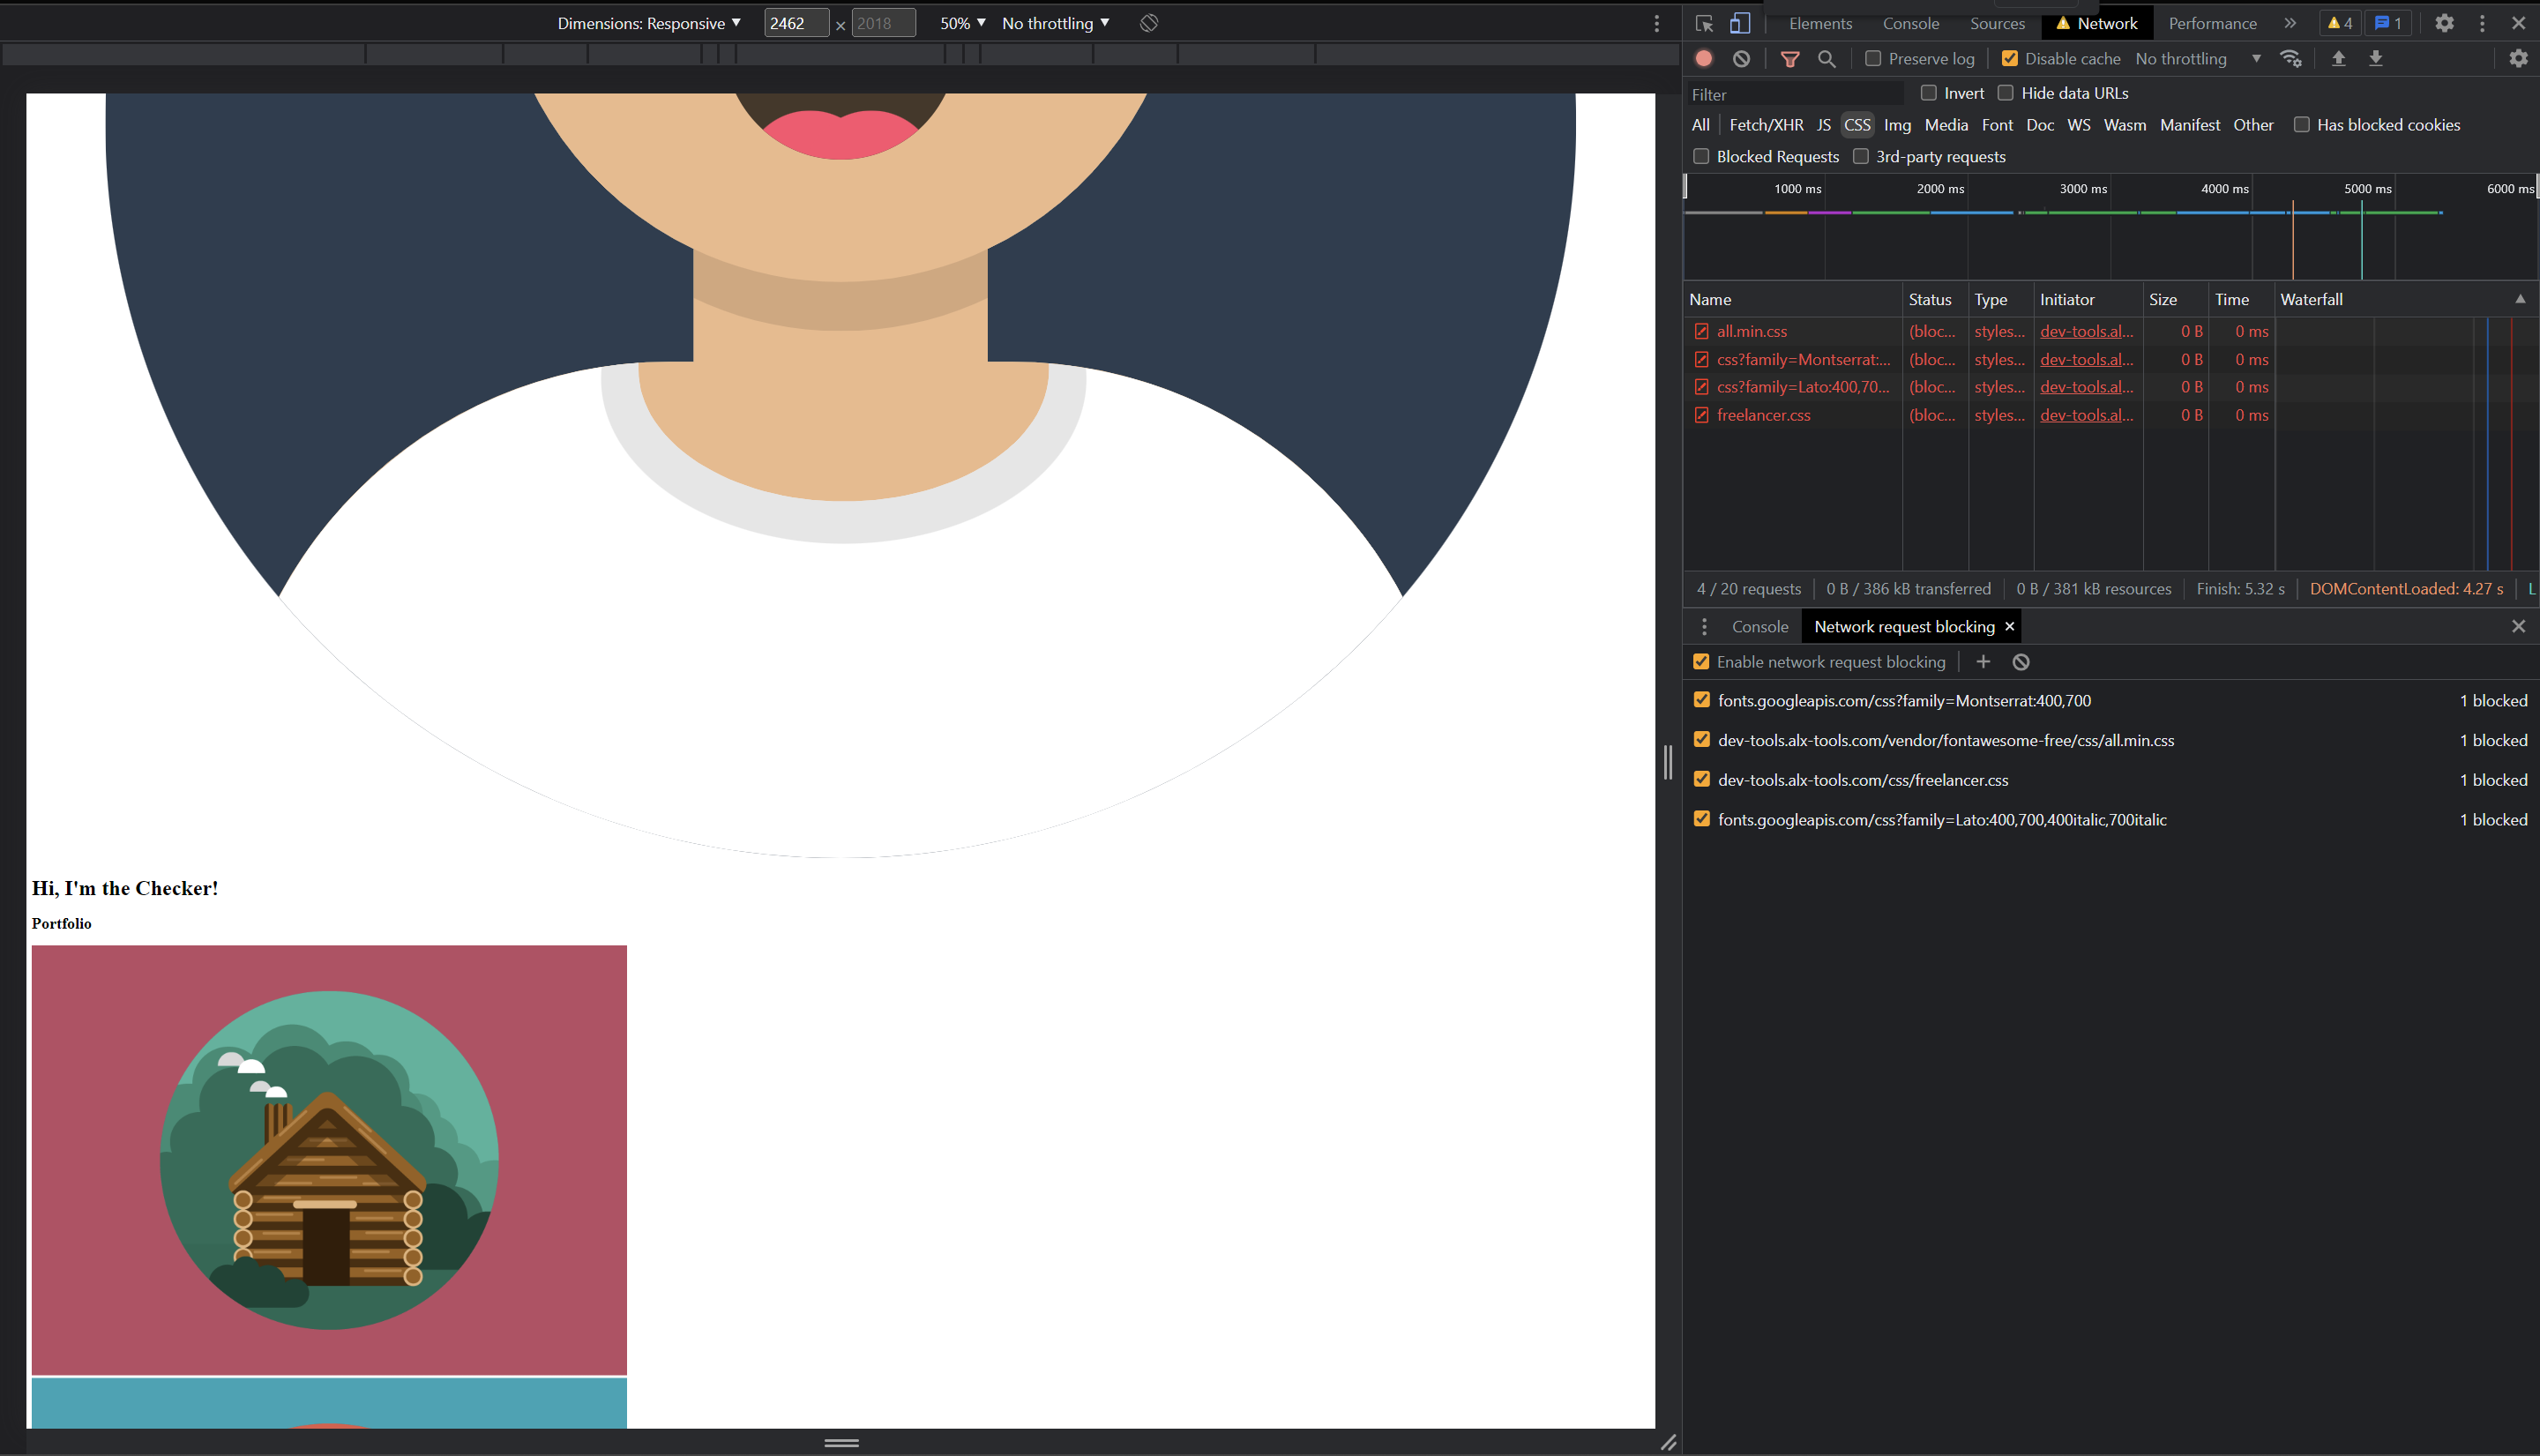 Dimensions: Responsive ▼ 2462 × 2018 50% ▼ No throttling ▼
Elements Console Sources Network Performance » 4 1
Preserve log Disable cache No throttling ▼
Filter Invert Hide data URLs
All Fetch/XHR JS CSS Img Media Font Doc WS Wasm Manifest Other Has blocked cookies
Blocked Requests 3rd-party requests
1000 ms 2000 ms 3000 ms 4000 ms 5000 ms 6000 ms
Name Status Type Initiator Size Time Waterfall
all.min.css (bloc... styles... dev-tools.al... 0 B 0 ms
css?family=Montserrat:... (bloc... styles... dev-tools.al... 0 B 0 ms
css?family=Lato:400,70... (bloc... styles... dev-tools.al... 0 B 0 ms
freelancer.css (bloc... styles... dev-tools.al... 0 B 0 ms
4 / 20 requests 0 B / 386 kB transferred 0 B / 381 kB resources Finish: 5.32 s DOMContentLoaded: 4.27 s L
Console Network request blocking ×
Enable network request blocking
fonts.googleapis.com/css?family=Montserrat:400,700 1 blocked
dev-tools.alx-tools.com/vendor/fontawesome-free/css/all.min.css 1 blocked
dev-tools.alx-tools.com/css/freelancer.css 1 blocked
fonts.googleapis.com/css?family=Lato:400,700,400italic,700italic 1 blocked
Hi, I'm the Checker!
Portfolio